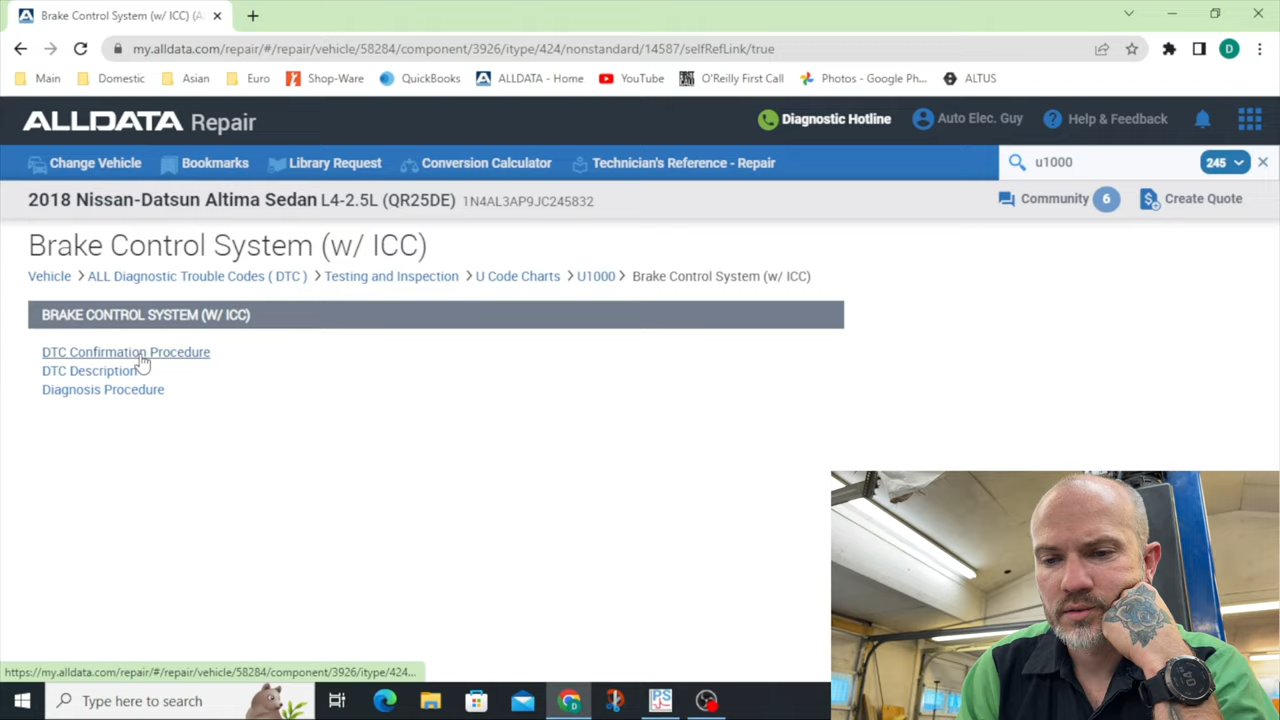 Brake Control System (w/ ICC) (A
my.alldata.com/repair/#/repair/vehicle/58284/component/3926/itype/424/nonstandard/14587/selfRefLink/true
D
Main Domestic Asian Euro Shop-Ware QuickBooks ALLDATA - Home YouTube O'Reilly First Call Photos - Google Ph... ALTUS
ALLDATA Repair
Diagnostic Hotline Auto Elec. Guy Help & Feedback
Change Vehicle Bookmarks Library Request Conversion Calculator Technician's Reference - Repair u1000 245
2018 Nissan-Datsun Altima Sedan L4-2.5L (QR25DE) 1N4AL3AP9JC245832 Community 6 Create Quote
Brake Control System (w/ ICC)
Vehicle > ALL Diagnostic Trouble Codes ( DTC ) > Testing and Inspection > U Code Charts > U1000 > Brake Control System (w/ ICC)
BRAKE CONTROL SYSTEM (W/ ICC)
DTC Confirmation Procedure
DTC Description
Diagnosis Procedure
https://my.alldata.com/repair/#/repair/vehicle/58284/component/3926/itype/424...
Type here to search